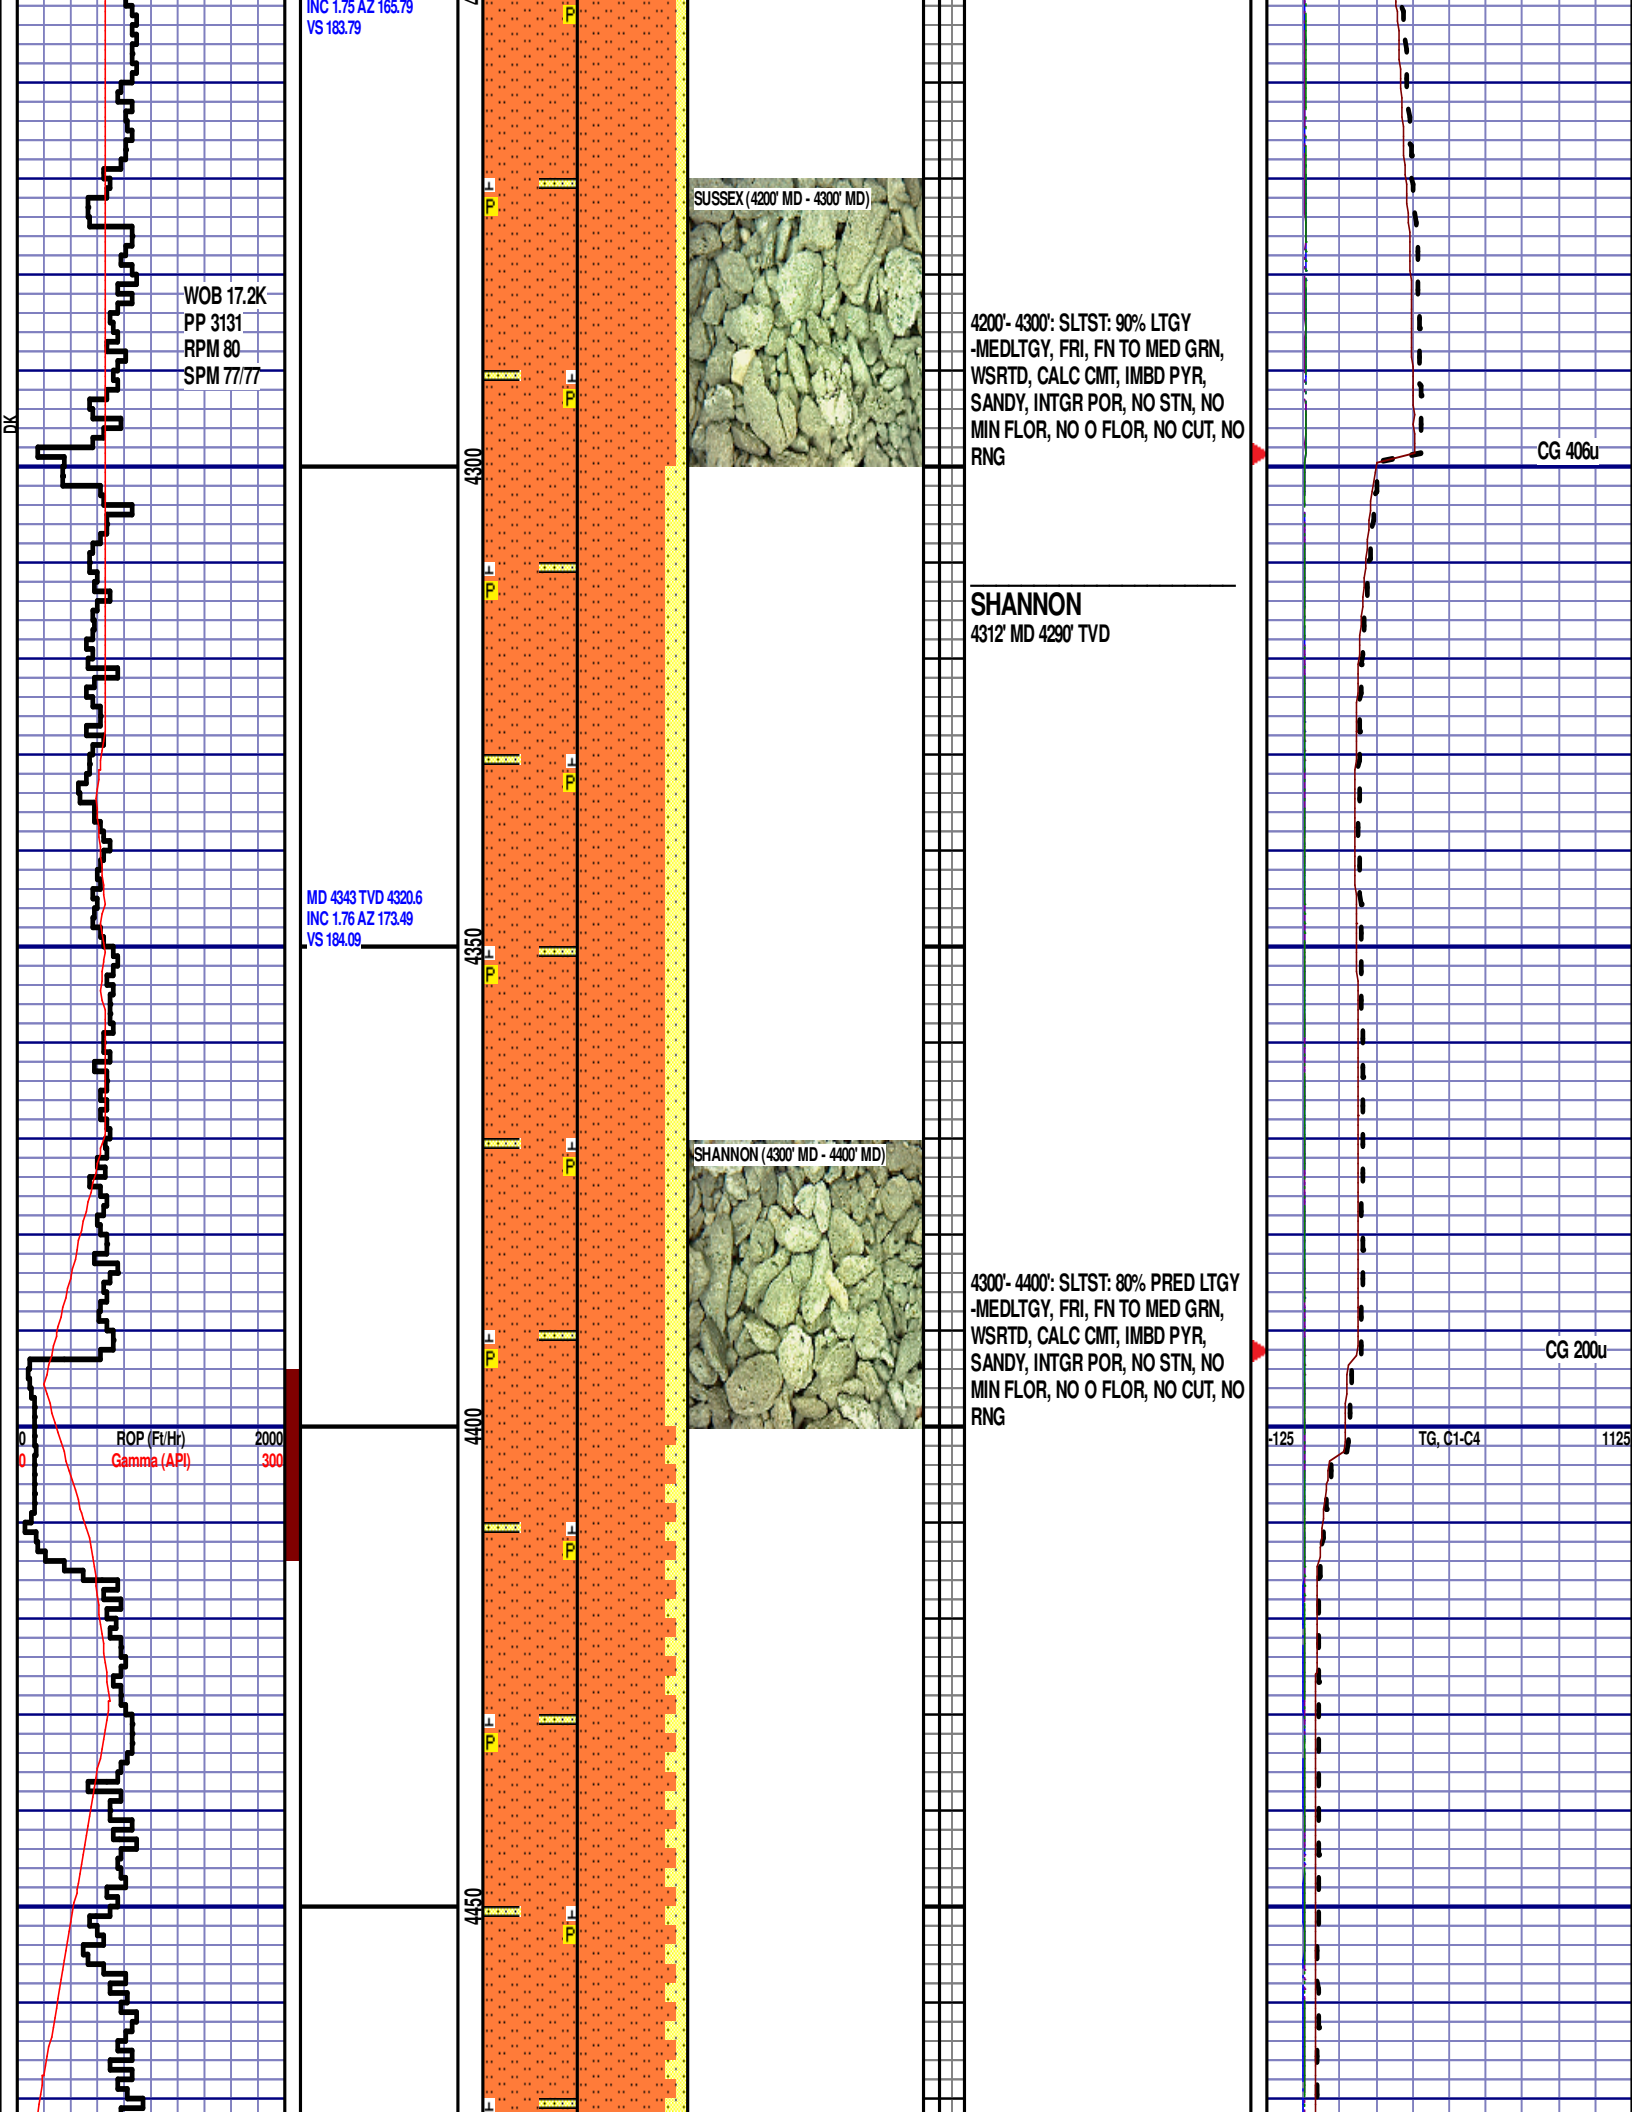 INC 1.75 AZ 165.79
VS 183.79
P
P
SUSSEX (4200' MD - 4300' MD)
WOB 17.2K
PP 3131
RPM 80
SPM 77/77
4200'- 4300': SLTST: 90% LTGY
-MEDLTGY, FRI, FN TO MED GRN,
WSRTD, CALC CMT, IMBD PYR,
SANDY, INTGR POR, NO STN, NO
MIN FLOR, NO O FLOR, NO CUT, NO
RNG
P
DK
4300
CG 406u
P
SHANNON
4312' MD 4290' TVD
P
MD 4343 TVD 4320.6
INC 1.76 AZ 173.49
VS 184.09
4350
P
SHANNON (4300' MD - 4400' MD)
P
4300'- 4400': SLTST: 80% PRED LTGY
-MEDLTGY, FRI, FN TO MED GRN,
WSRTD, CALC CMT, IMBD PYR,
SANDY, INTGR POR, NO STN, NO
MIN FLOR, NO O FLOR, NO CUT, NO
RNG
P
CG 200u
4400
0 ROP (Ft/Hr) 2000
0 Gamma (API) 300
-125 TG, C1-C4 1125
P
P
4450
P